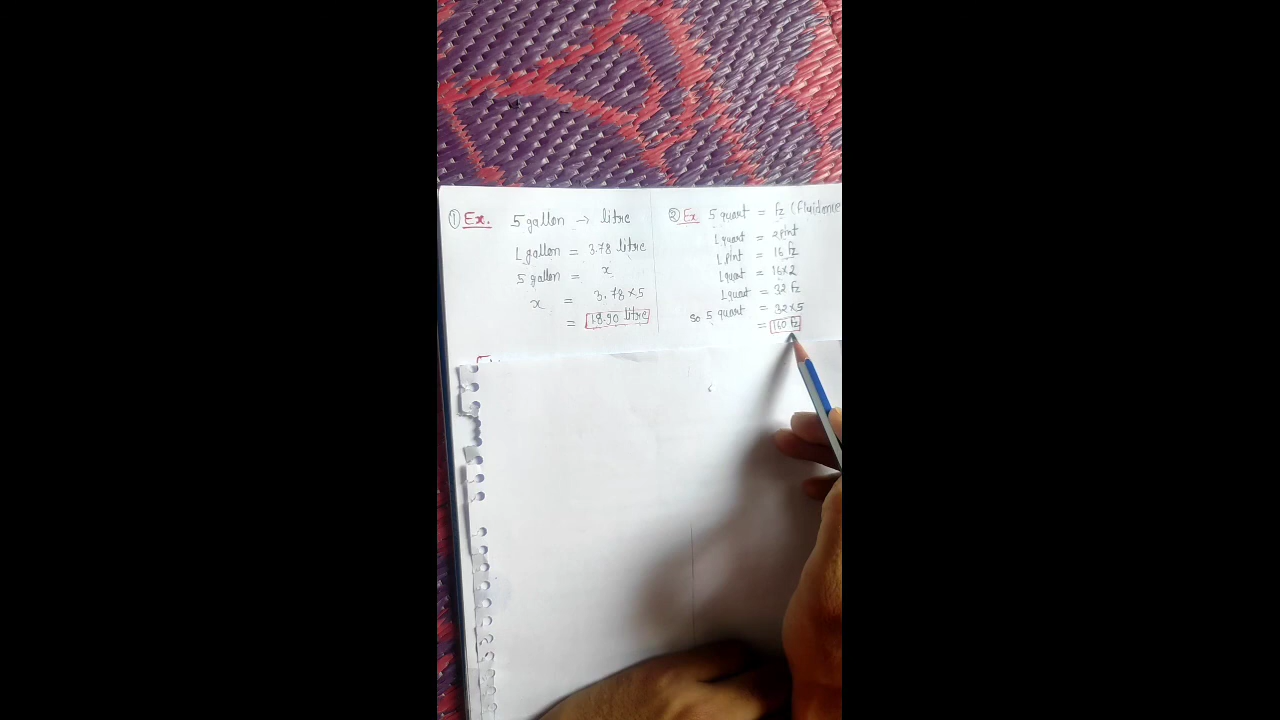 ① Ex. 5 gallon → litre
1 gallon = 3.78 litre
5 gallon = x
x = 3.78 × 5
= 18.90 litre
② Ex 5 quart = fz (fluidounce
1 quart = 2 pint
1 pint = 16 fz
1 quart = 16×2
1 quart = 32 fz
so 5 quart = 32 × 5
= 160 fz